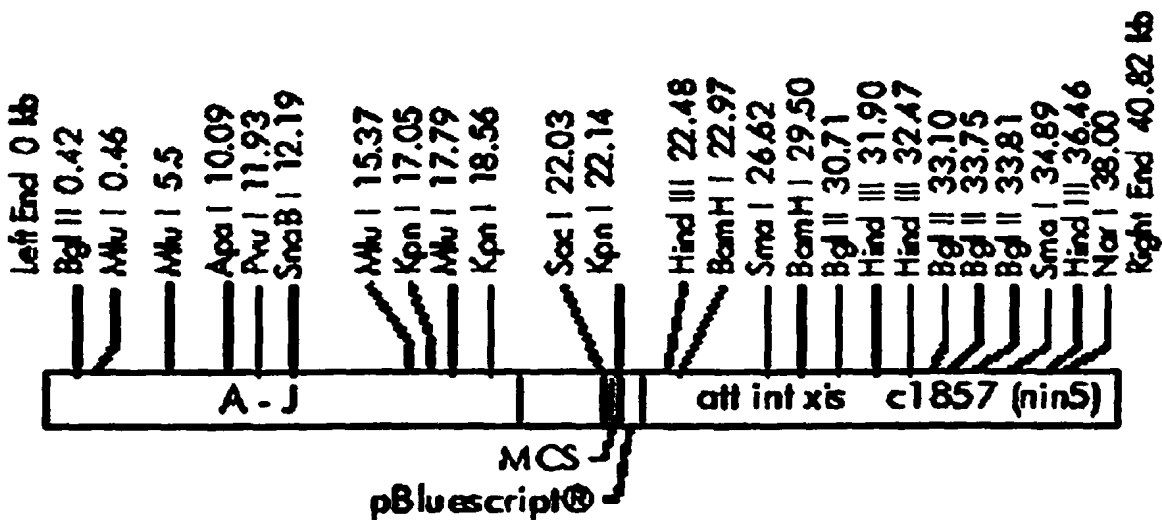 Left End 0 kb
Bgl II 0.42
Mlu I 0.46
Mlu I 5.5
Apa I 10.09
Pvu I 11.93
SnaB I 12.19
Mlu I 15.37
Kpn I 17.05
Mlu I 17.79
Kpn I 18.56
Sac I 22.03
Kpn I 22.14
Hind III 22.48
BamH I 22.97
Sma I 26.62
BamH I 29.50
Bgl II 30.71
Hind III 31.90
Hind III 32.47
Bgl II 33.10
Bgl II 33.75
Bgl II 33.81
Sma I 34.89
Hind III 36.46
Nar I 38.00
Right End 40.82 kb
A - J
att int xis c1857 (nin5)
MCS
pBluescript®